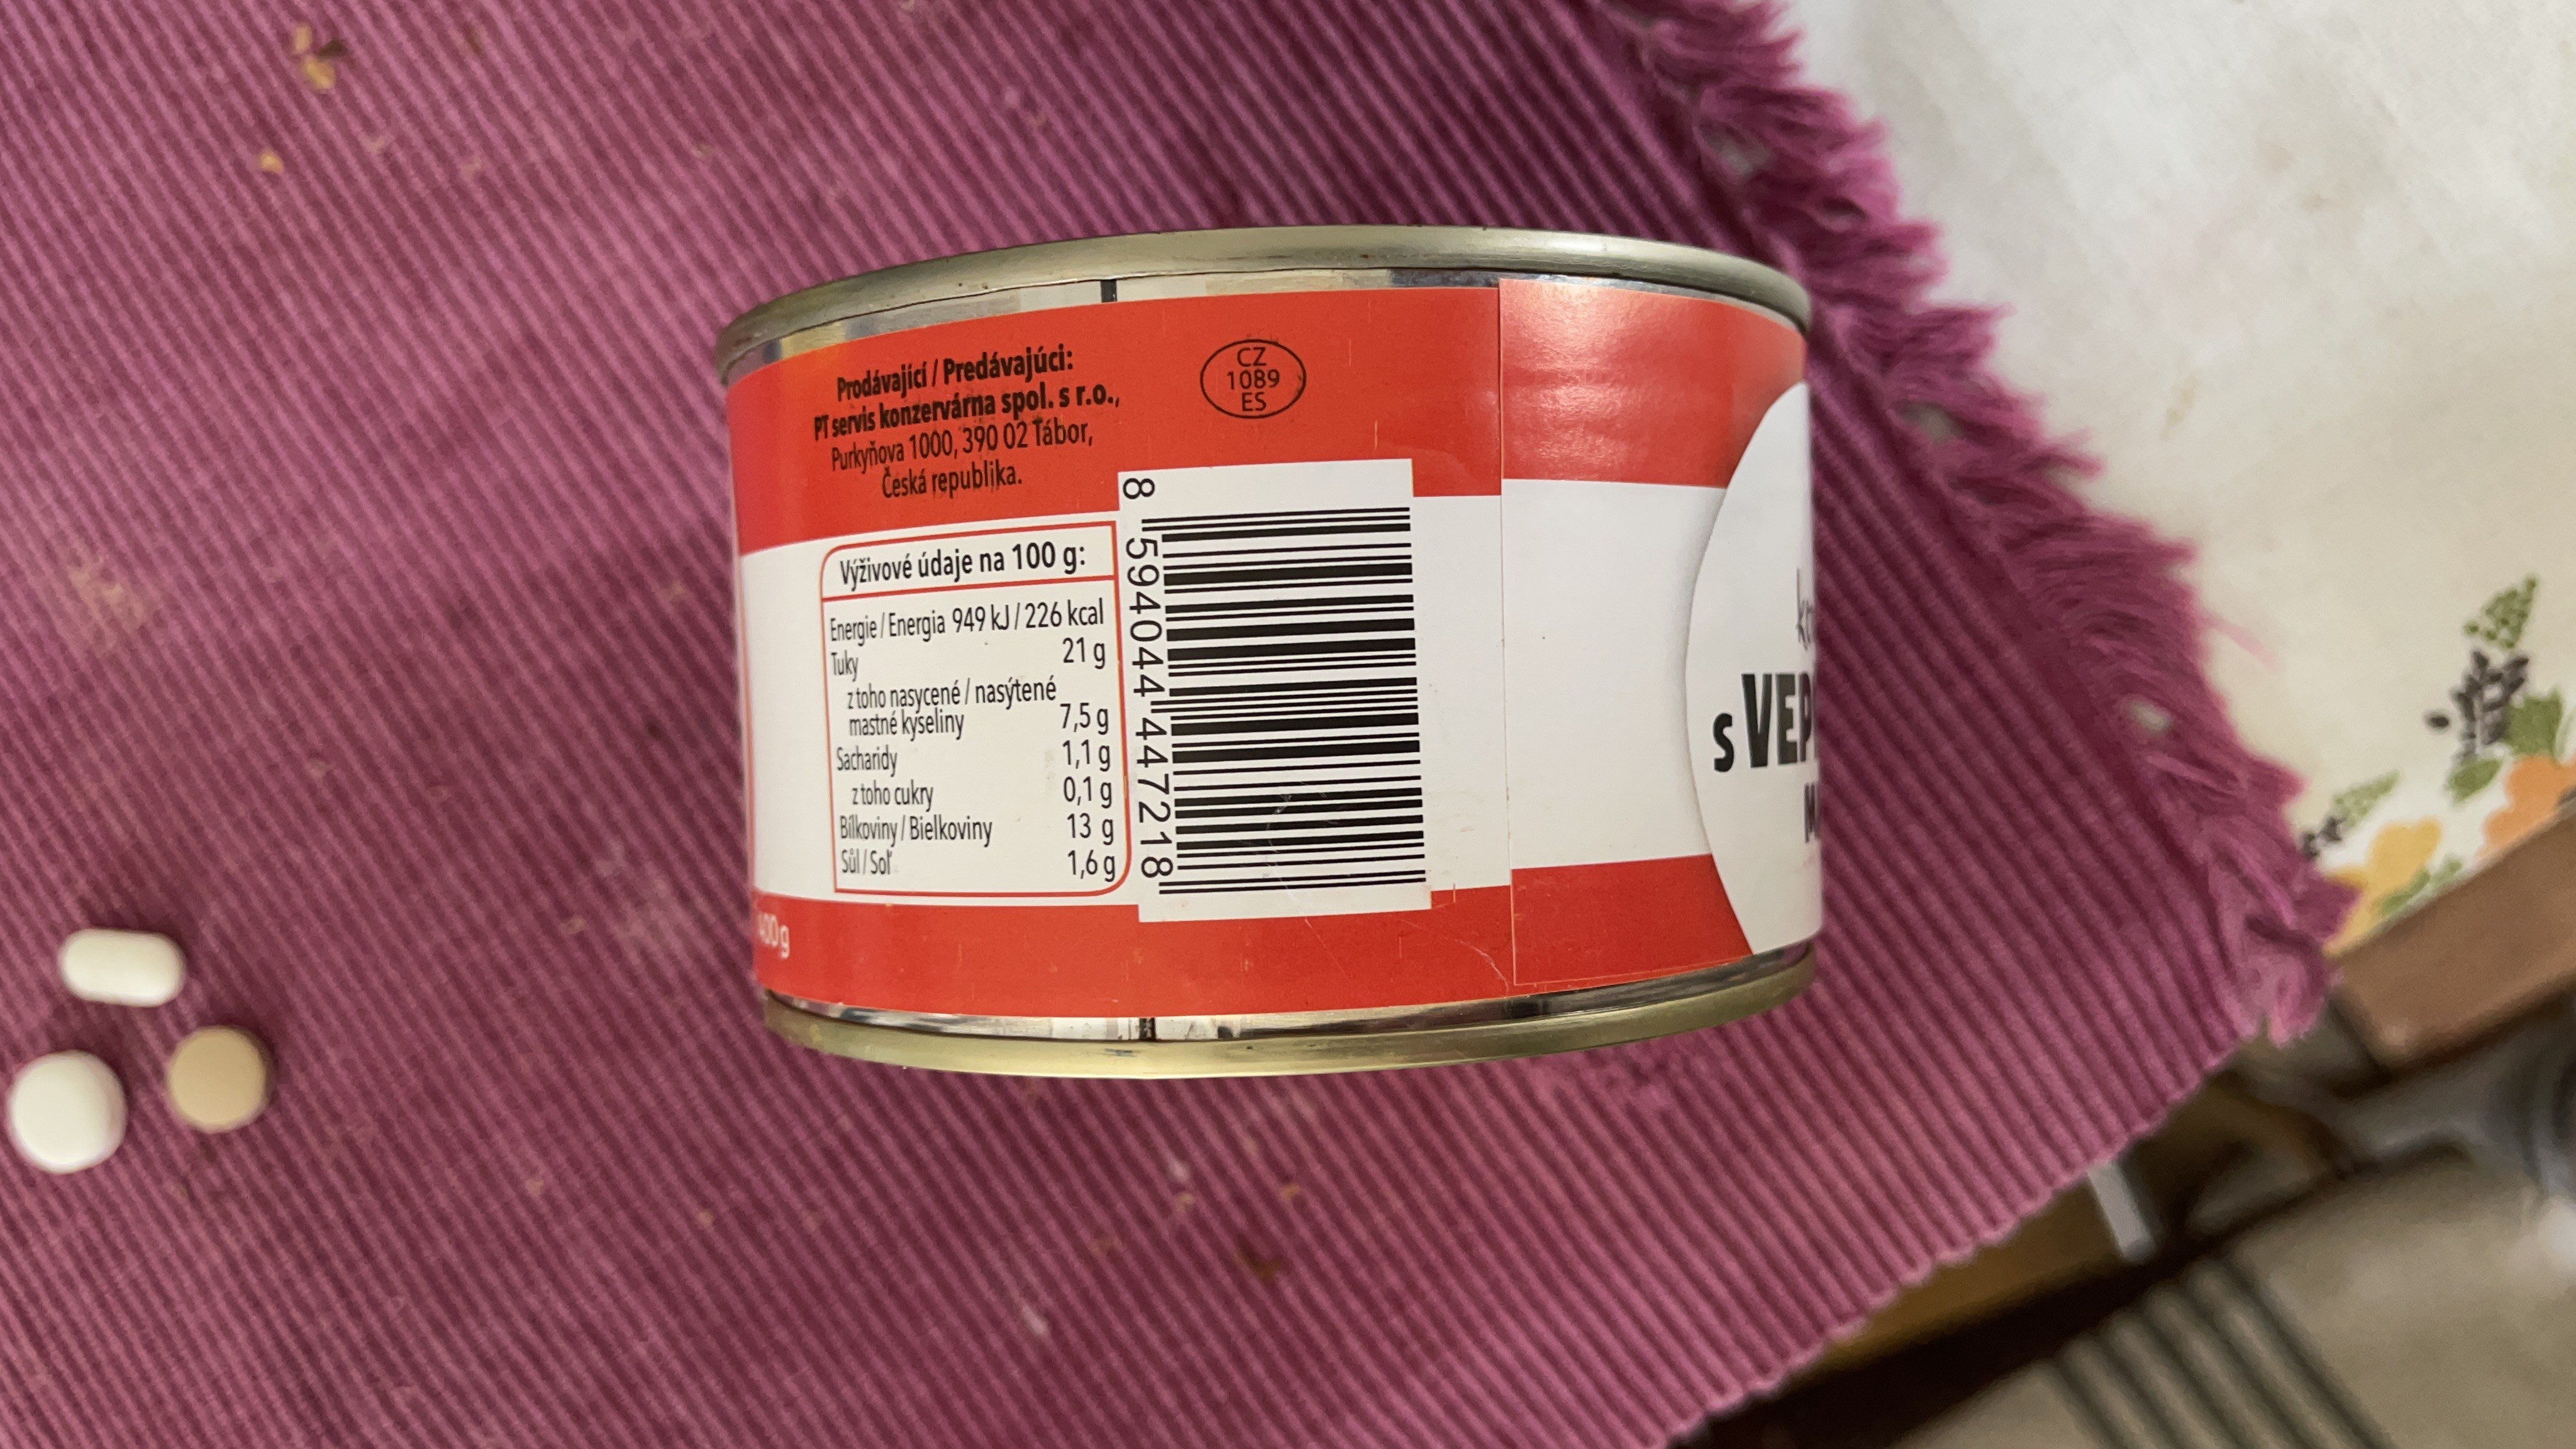 Prodávající / Predávajúci:
PT servis konzervárna spol. s r.o.,
Purkyňova 1000, 390 02 Tábor,
Česká republika.
CZ
1089
ES
Výživové údaje na 100 g:
Energie / Energia 949 kJ / 226 kcal
Tuky 21 g
z toho nasycené / nasýtené
mastné kyseliny 7,5 g
Sacharidy 1,1 g
z toho cukry 0,1 g
Bílkoviny / Bielkoviny 13 g
Sůl / Soľ 1,6 g
8 594044 447218
400g
s VEP